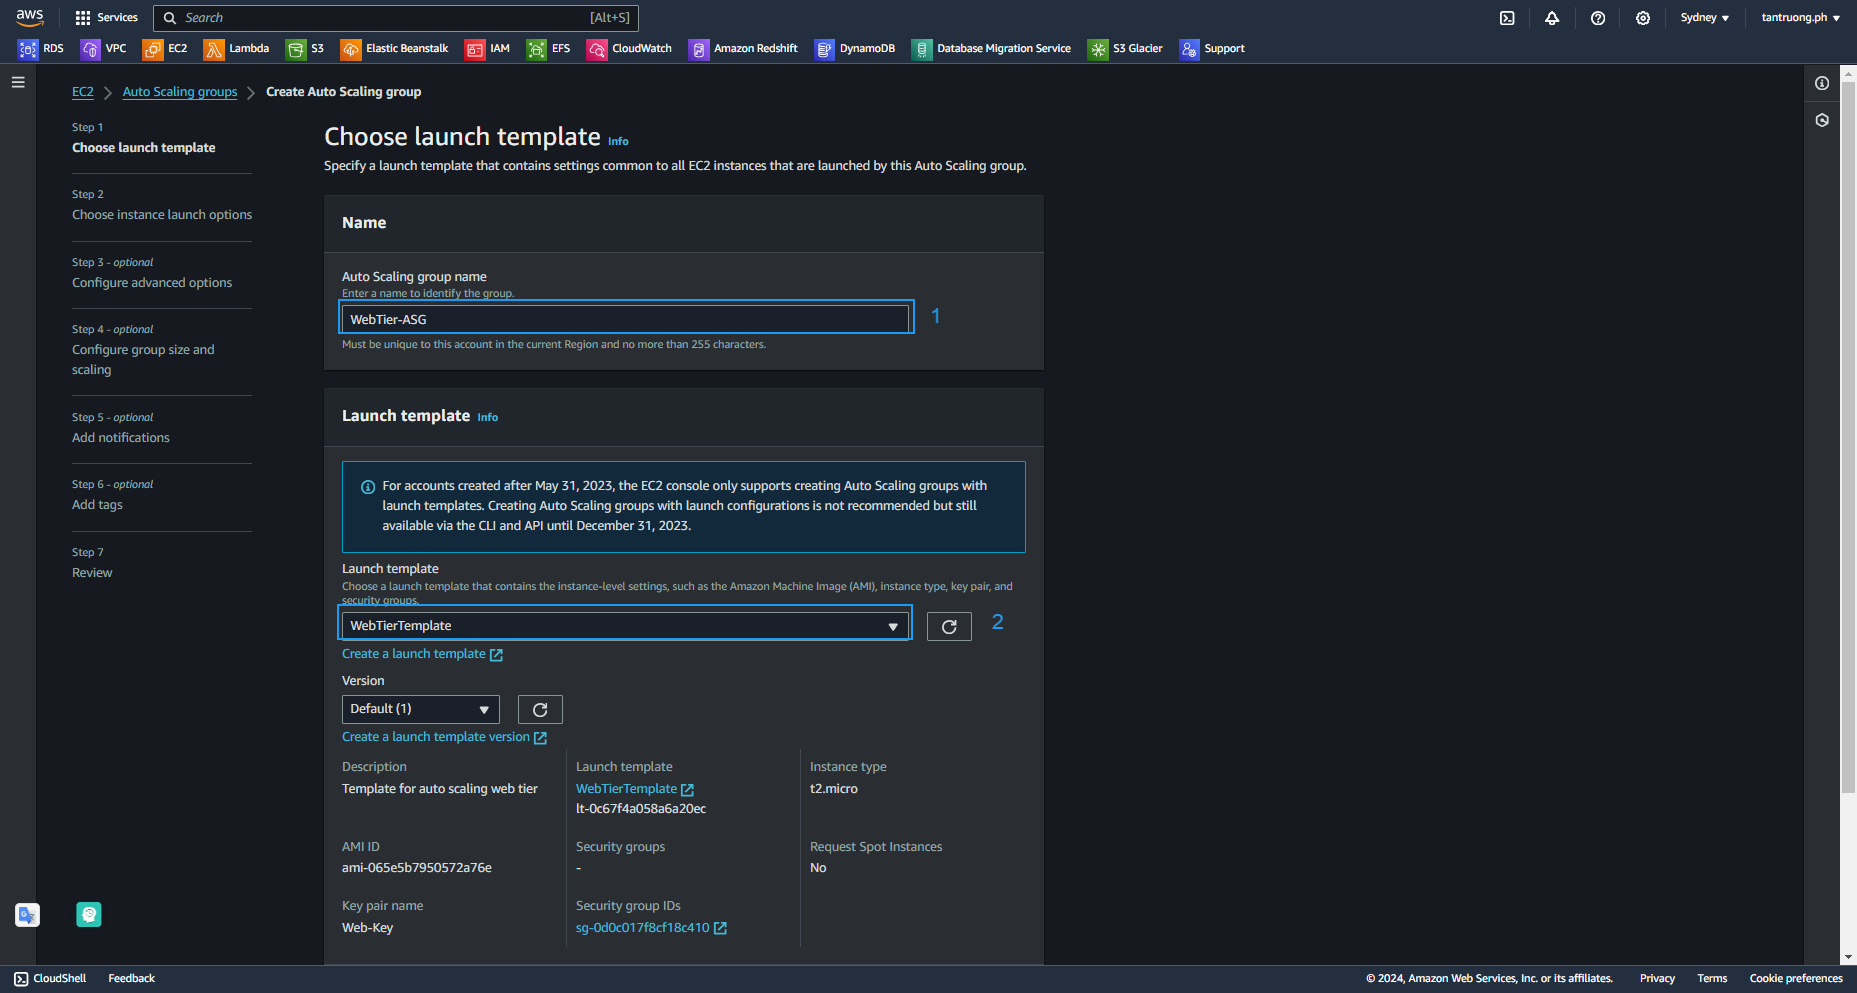 aws
Services
Search
[Alt+S]
Sydney
tantruong.ph
RDS
VPC
EC2
Lambda
S3
Elastic Beanstalk
IAM
EFS
CloudWatch
Amazon Redshift
DynamoDB
Database Migration Service
S3 Glacier
Support
EC2
Auto Scaling groups
Create Auto Scaling group
Step 1
Choose launch template
Step 2
Choose instance launch options
Step 3 - optional
Configure advanced options
Step 4 - optional
Configure group size and
scaling
Step 5 - optional
Add notifications
Step 6 - optional
Add tags
Step 7
Review
Choose launch template Info
Specify a launch template that contains settings common to all EC2 instances that are launched by this Auto Scaling group.
Name
Auto Scaling group name
Enter a name to identify the group.
WebTier-ASG
1
Must be unique to this account in the current Region and no more than 255 characters.
Launch template Info
For accounts created after May 31, 2023, the EC2 console only supports creating Auto Scaling groups with
launch templates. Creating Auto Scaling groups with launch configurations is not recommended but still
available via the CLI and API until December 31, 2023.
Launch template
Choose a launch template that contains the instance-level settings, such as the Amazon Machine Image (AMI), instance type, key pair, and
security groups.
WebTierTemplate
2
Create a launch template
Version
Default (1)
Create a launch template version
Description
Template for auto scaling web tier
Launch template
WebTierTemplate
lt-0c67f4a058a6a20ec
Instance type
t2.micro
AMI ID
ami-065e5b7950572a76e
Security groups
-
Request Spot Instances
No
Key pair name
Web-Key
Security group IDs
sg-0d0c017f8cf18c410
CloudShell
Feedback
© 2024, Amazon Web Services, Inc. or its affiliates.
Privacy
Terms
Cookie preferences